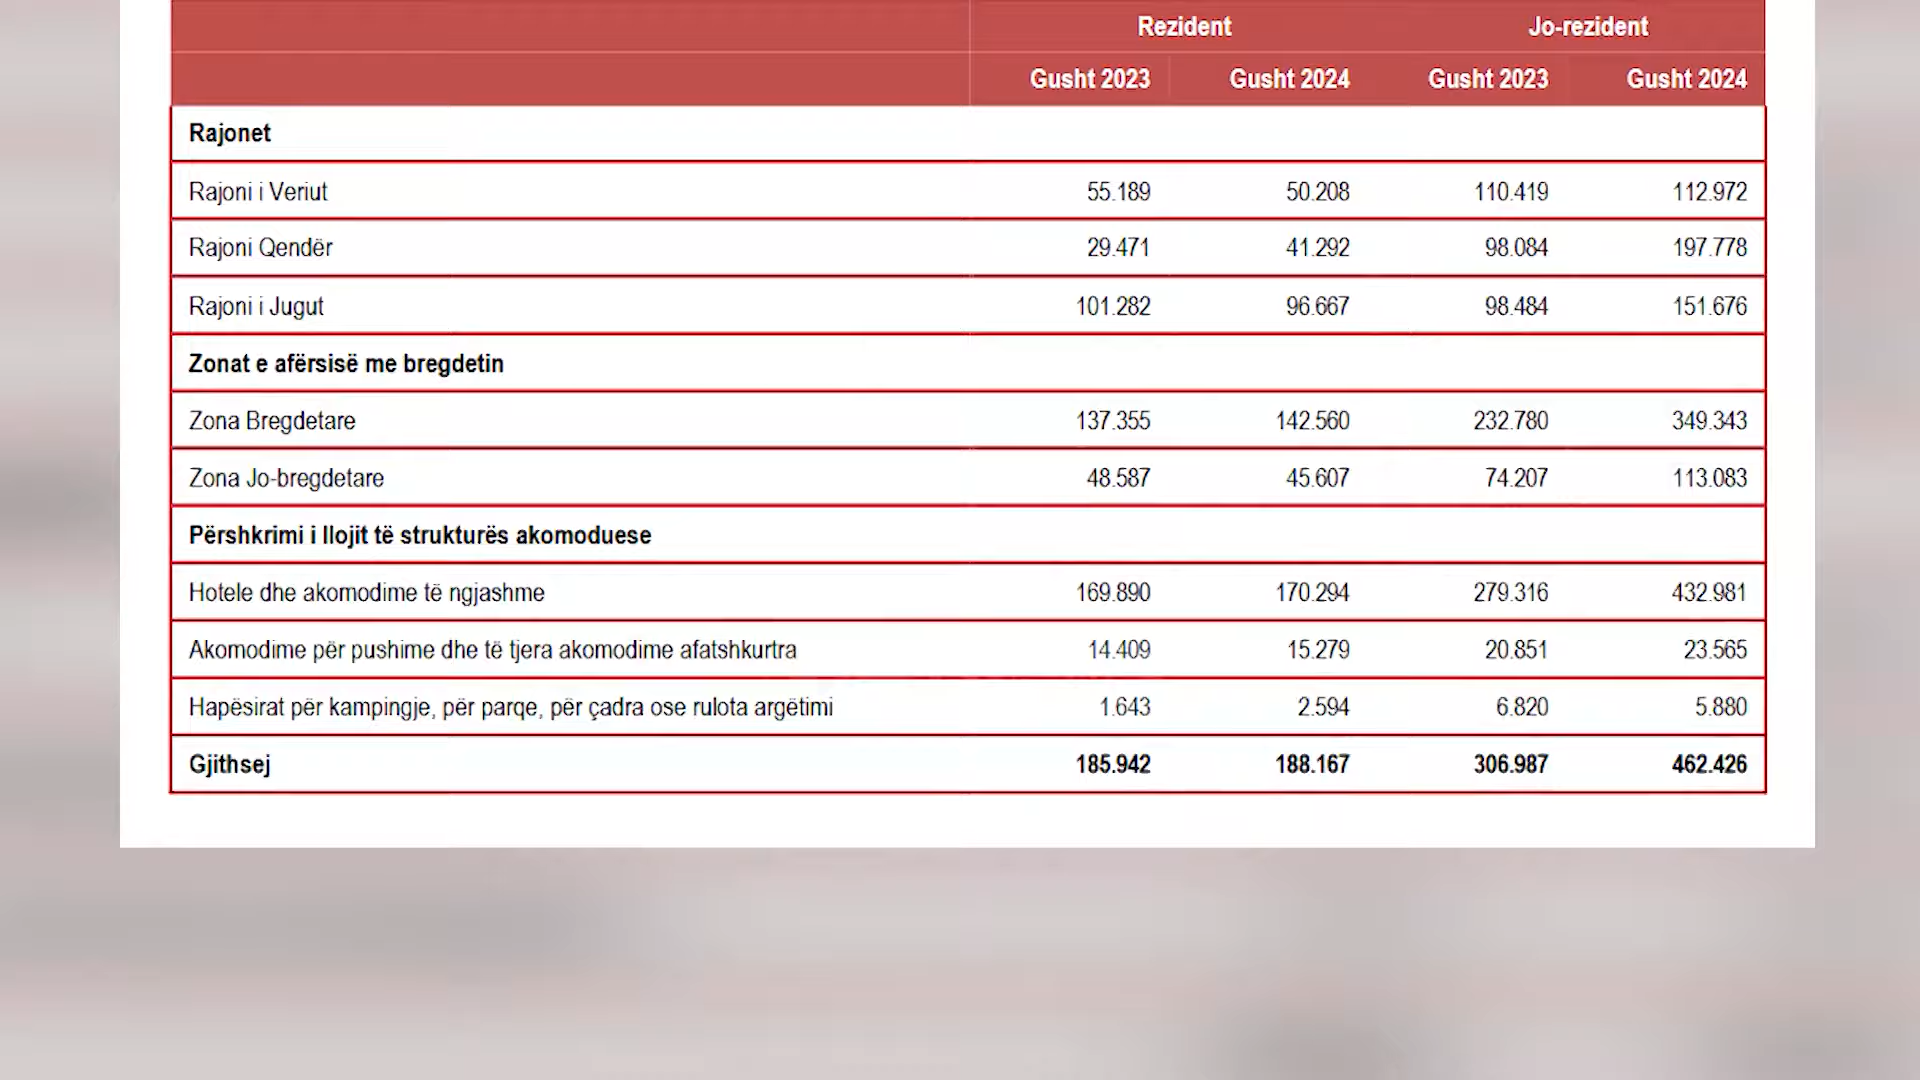 Rezident Jo-rezident
Gusht 2023 Gusht 2024 Gusht 2023 Gusht 2024
Rajonet
Rajoni i Veriut 55.189 50.208 110.419 112.972
Rajoni Qendër 29.471 41.292 98.084 197.778
Rajoni i Jugut 101.282 96.667 98.484 151.676
Zonat e afërsisë me bregdetin
Zona Bregdetare 137.355 142.560 232.780 349.343
Zona Jo-bregdetare 48.587 45.607 74.207 113.083
Përshkrimi i llojit të strukturës akomoduese
Hotele dhe akomodime të ngjashme 169.890 170.294 279.316 432.981
Akomodime për pushime dhe të tjera akomodime afatshkurtra 14.409 15.279 20.851 23.565
Hapësirat për kampingje, për parqe, për çadra ose rulota argëtimi 1.643 2.594 6.820 5.880
Gjithsej 185.942 188.167 306.987 462.426